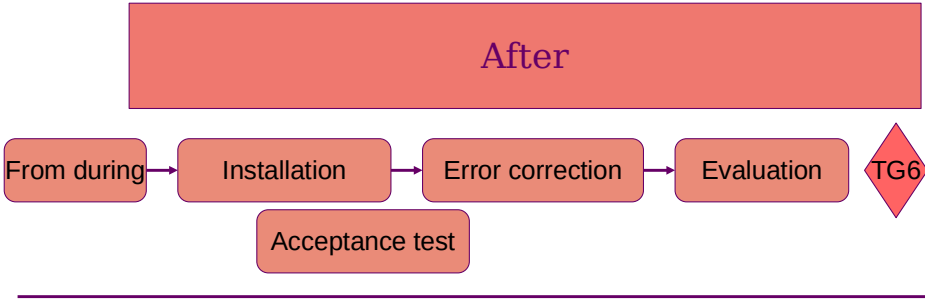 After
From during
Installation
Error correction
Evaluation
TG6
Acceptance test